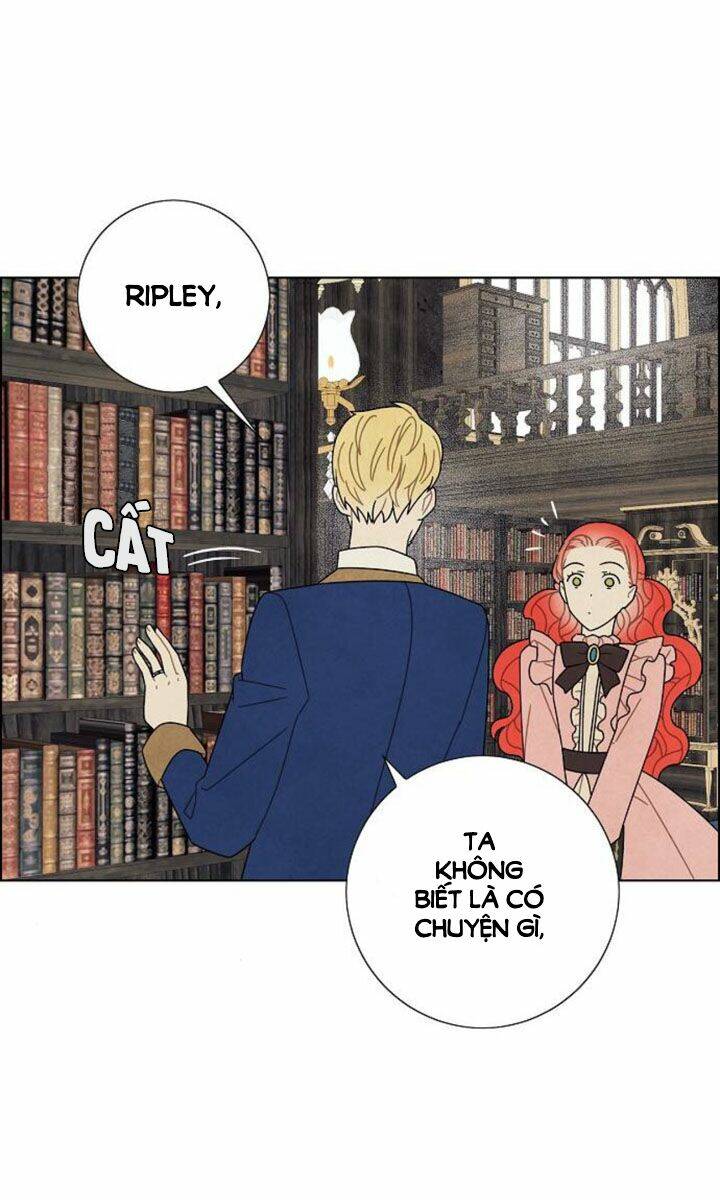 RIPLEY,
CẤT
TA
KHÔNG
BIẾT LÀ CÓ
CHUYỆN GÌ,